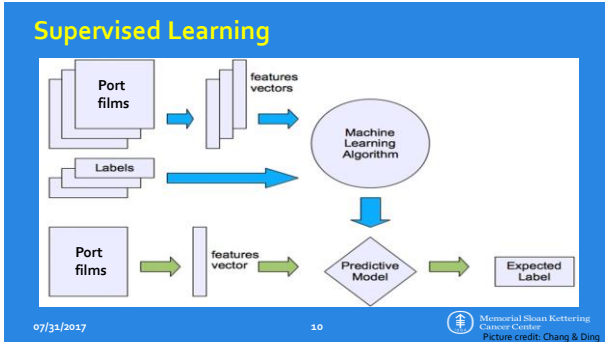 Supervised Learning
Port
films
features
vectors
Machine
Learning
Algorithm
Labels
Port
films
features
vector
Predictive
Model
Expected
Label
07/31/2017
10
Memorial Sloan Kettering
Cancer Center
Picture credit: Chang & Ding